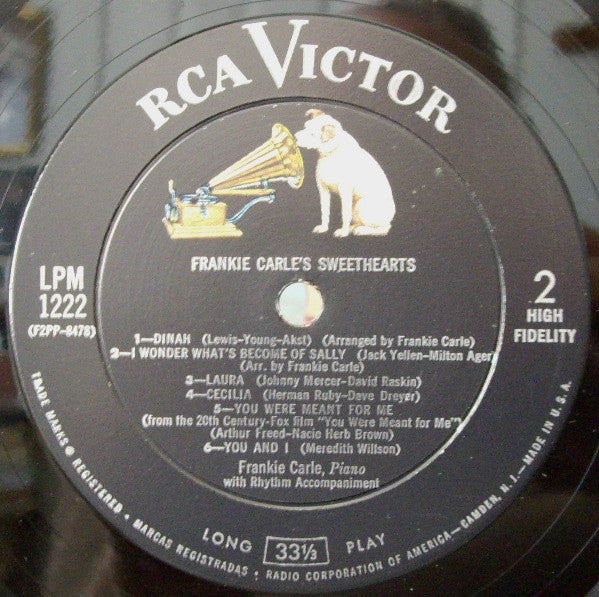 RCA VICTOR
FRANKIE CARLE'S SWEETHEARTS
LPM
1222
(F2PP-8478)
2
HIGH
FIDELITY
1—DINAH (Lewis-Young-Akst) (Arranged by Frankie Carle)
2—I WONDER WHAT'S BECOME OF SALLY (Jack Yellen-Milton Ager)
(Arr. by Frankie Carle)
3—LAURA (Johnny Mercer-David Raskin)
4—CECILIA (Herman Ruby-Dave Dreyer)
5—YOU WERE MEANT FOR ME
(from the 20th Century-Fox film "You Were Meant for Me")
(Arthur Freed-Nacio Herb Brown)
6—YOU AND I (Meredith Willson)
Frankie Carle, Piano
with Rhythm Accompaniment
LONG 33⅓ PLAY
TRADE MARKS ® REGISTERED • MARCAS REGISTRADAS • RADIO CORPORATION OF AMERICA—CAMDEN, N. J.—MADE IN U.S.A.